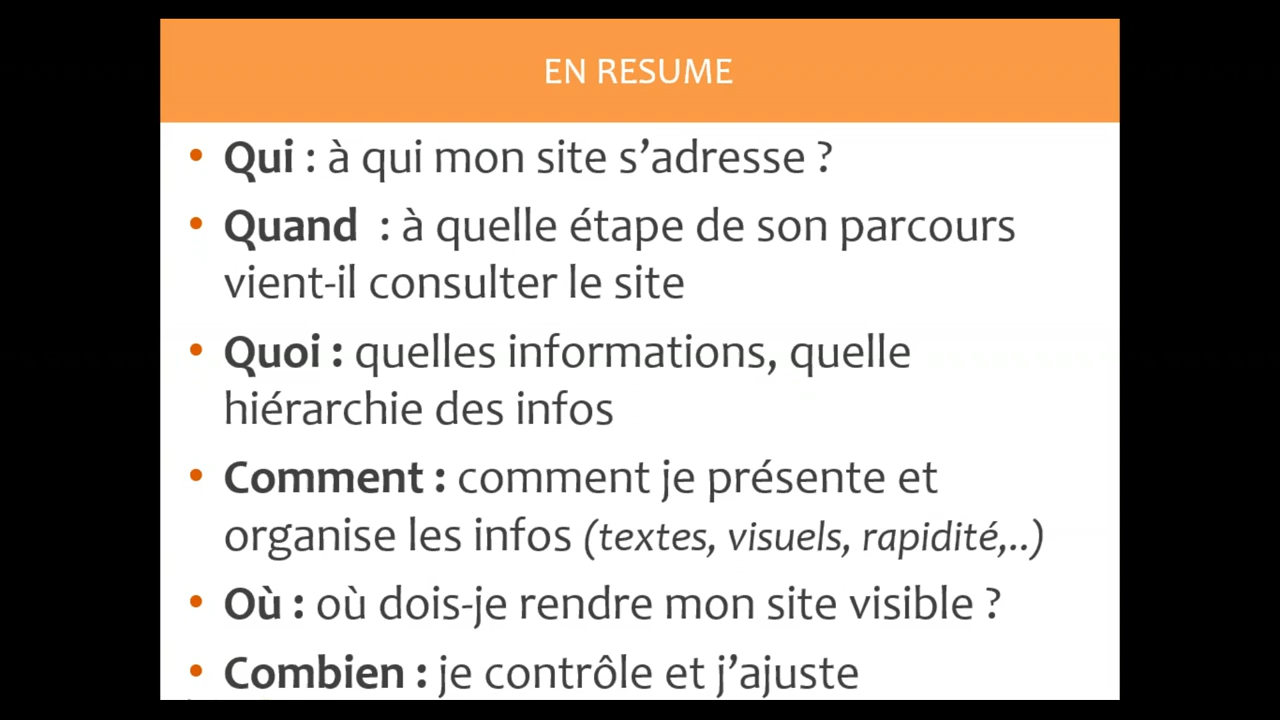 EN RESUME
• Qui : à qui mon site s’adresse ?
• Quand  : à quelle étape de son parcours
vient-il consulter le site
• Quoi : quelles informations, quelle
hiérarchie des infos
• Comment : comment je présente et
organise les infos (textes, visuels, rapidité,..)
• Où : où dois-je rendre mon site visible ?
• Combien : je contrôle et j’ajuste